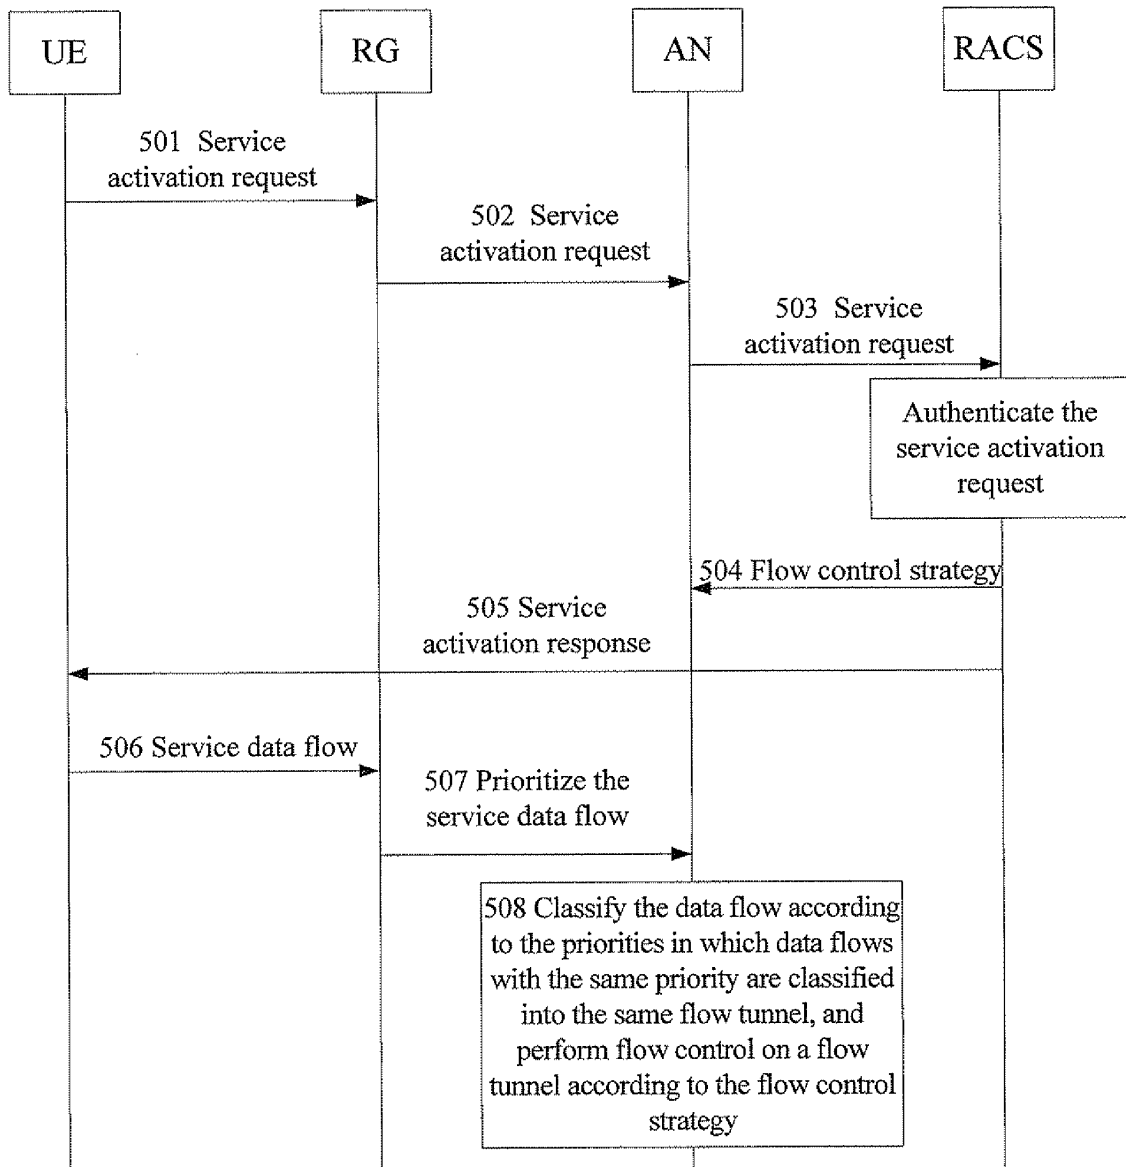 UE
RG
AN
RACS
501 Service
activation request
502 Service
activation request
503 Service
activation request
Authenticate the
service activation
request
504 Flow control strategy
505 Service
activation response
506 Service data flow
507 Prioritize the
service data flow
508 Classify the data flow according
to the priorities in which data flows
with the same priority are classified
into the same flow tunnel, and
perform flow control on a flow
tunnel according to the flow control
strategy